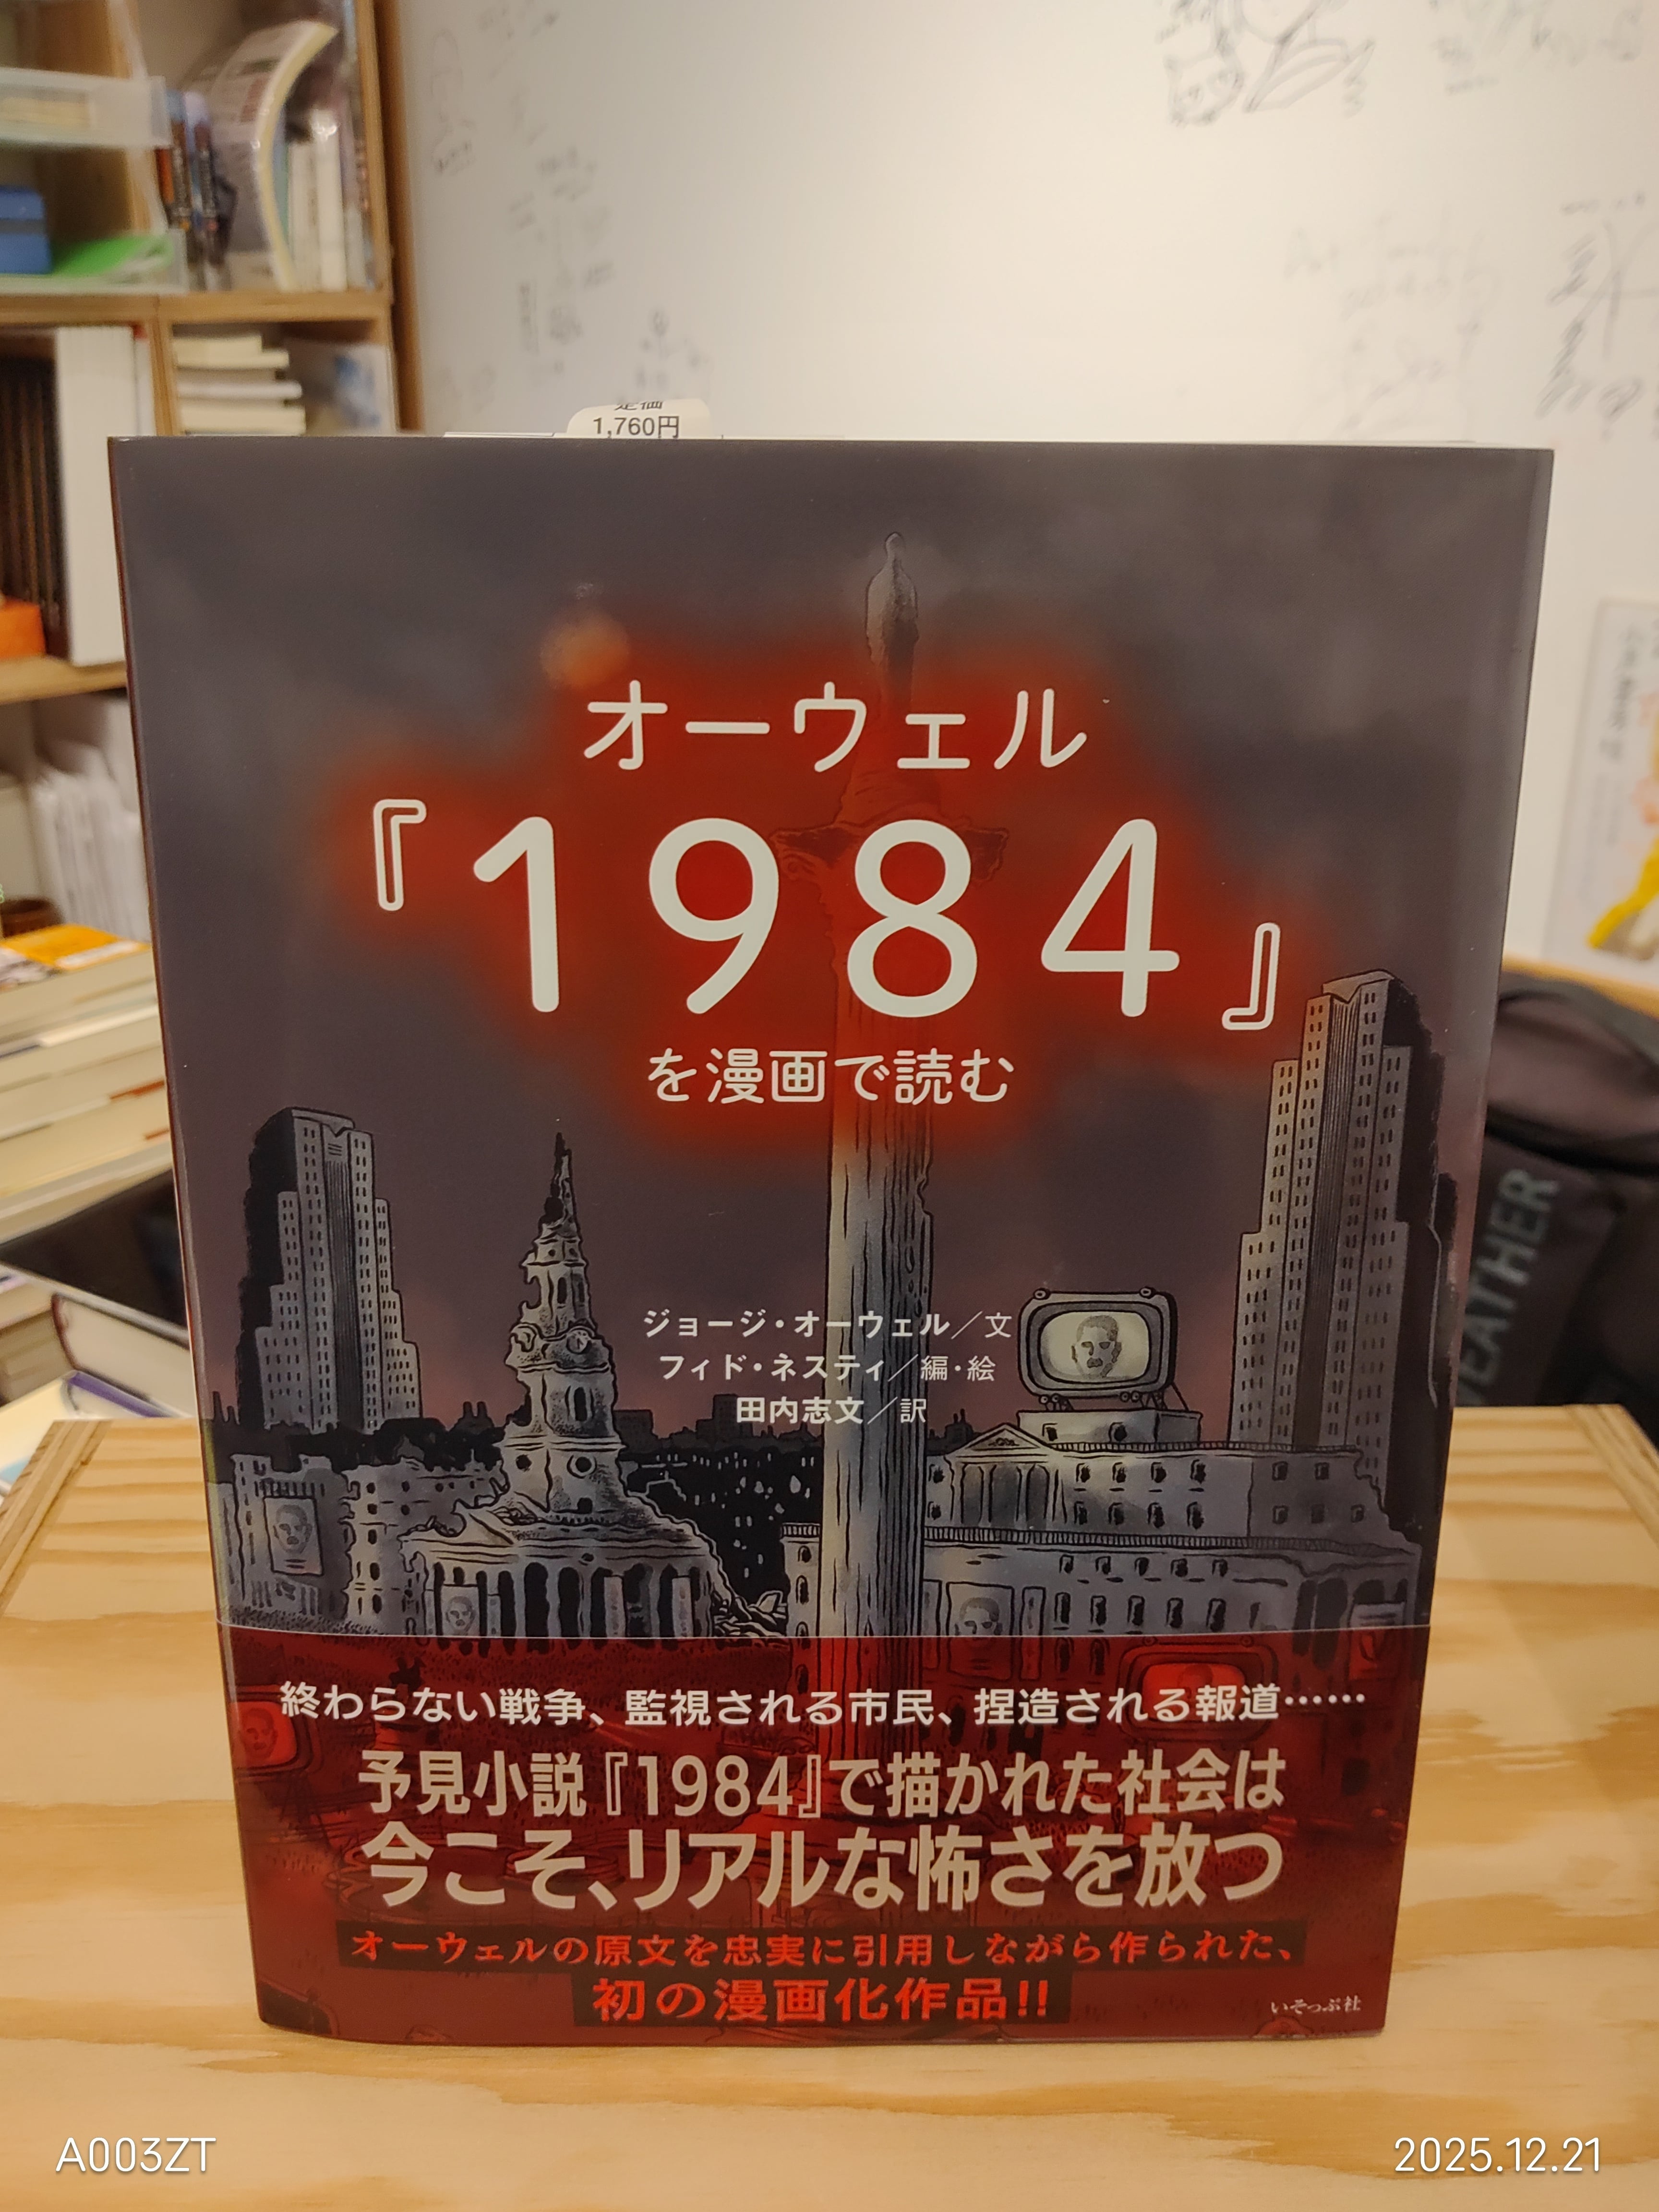 定価
1,760円
オーウェル
『1984』
を漫画で読む
ジョージ・オーウェル／文
フィド・ネスティ／編・絵
田内志文／訳
終わらない戦争、監視される市民、捏造される報道……
予見小説『1984』で描かれた社会は
今こそ、リアルな怖さを放つ
オーウェルの原文を忠実に引用しながら作られた、
初の漫画化作品!!
いそっぷ社
EATHER
A003ZT
2025.12.21